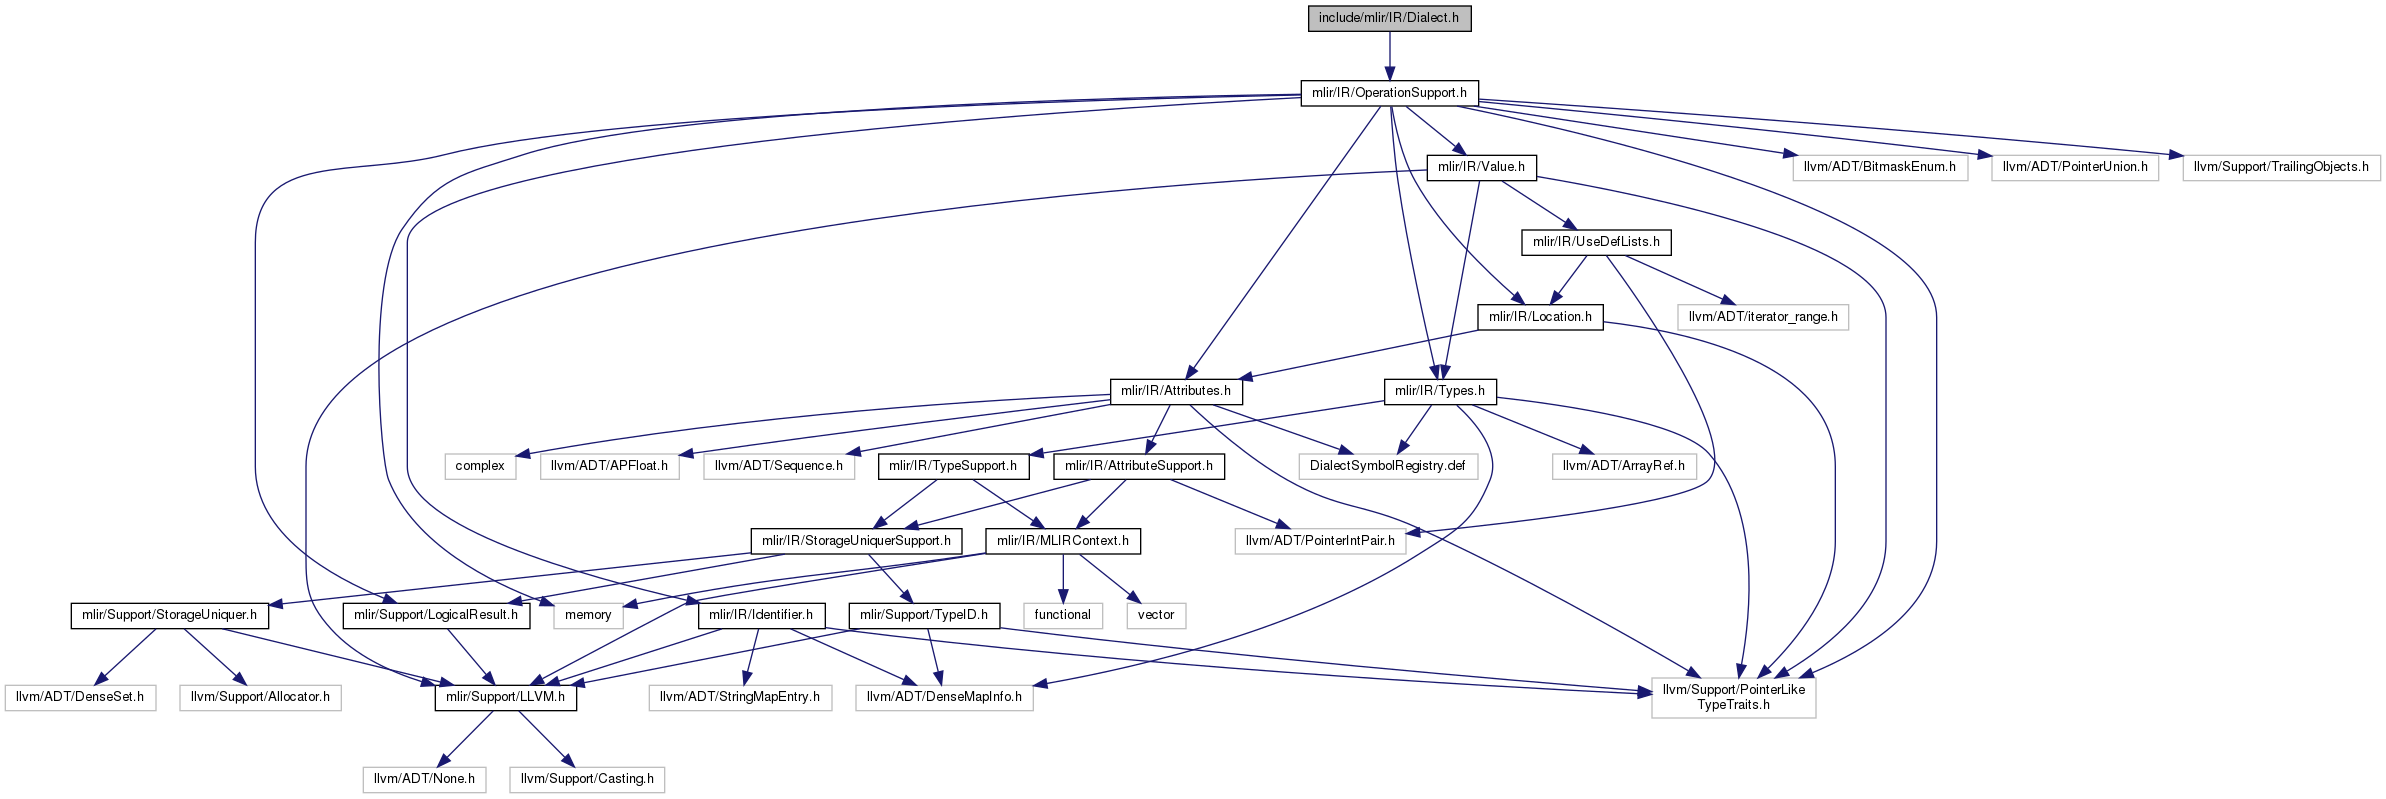 include/mlir/IR/Dialect.h
mlir/IR/OperationSupport.h
mlir/IR/Value.h
llvm/ADT/BitmaskEnum.h
llvm/ADT/PointerUnion.h
llvm/Support/TrailingObjects.h
mlir/IR/UseDefLists.h
mlir/IR/Location.h
llvm/ADT/iterator_range.h
mlir/IR/Attributes.h
mlir/IR/Types.h
complex
llvm/ADT/APFloat.h
llvm/ADT/Sequence.h
mlir/IR/TypeSupport.h
mlir/IR/AttributeSupport.h
DialectSymbolRegistry.def
llvm/ADT/ArrayRef.h
mlir/IR/StorageUniquerSupport.h
mlir/IR/MLIRContext.h
llvm/ADT/PointerIntPair.h
mlir/Support/StorageUniquer.h
mlir/Support/LogicalResult.h
memory
mlir/IR/Identifier.h
mlir/Support/TypeID.h
functional
vector
llvm/ADT/DenseSet.h
llvm/Support/Allocator.h
mlir/Support/LLVM.h
llvm/ADT/StringMapEntry.h
llvm/ADT/DenseMapInfo.h
llvm/Support/PointerLike
TypeTraits.h
llvm/ADT/None.h
llvm/Support/Casting.h